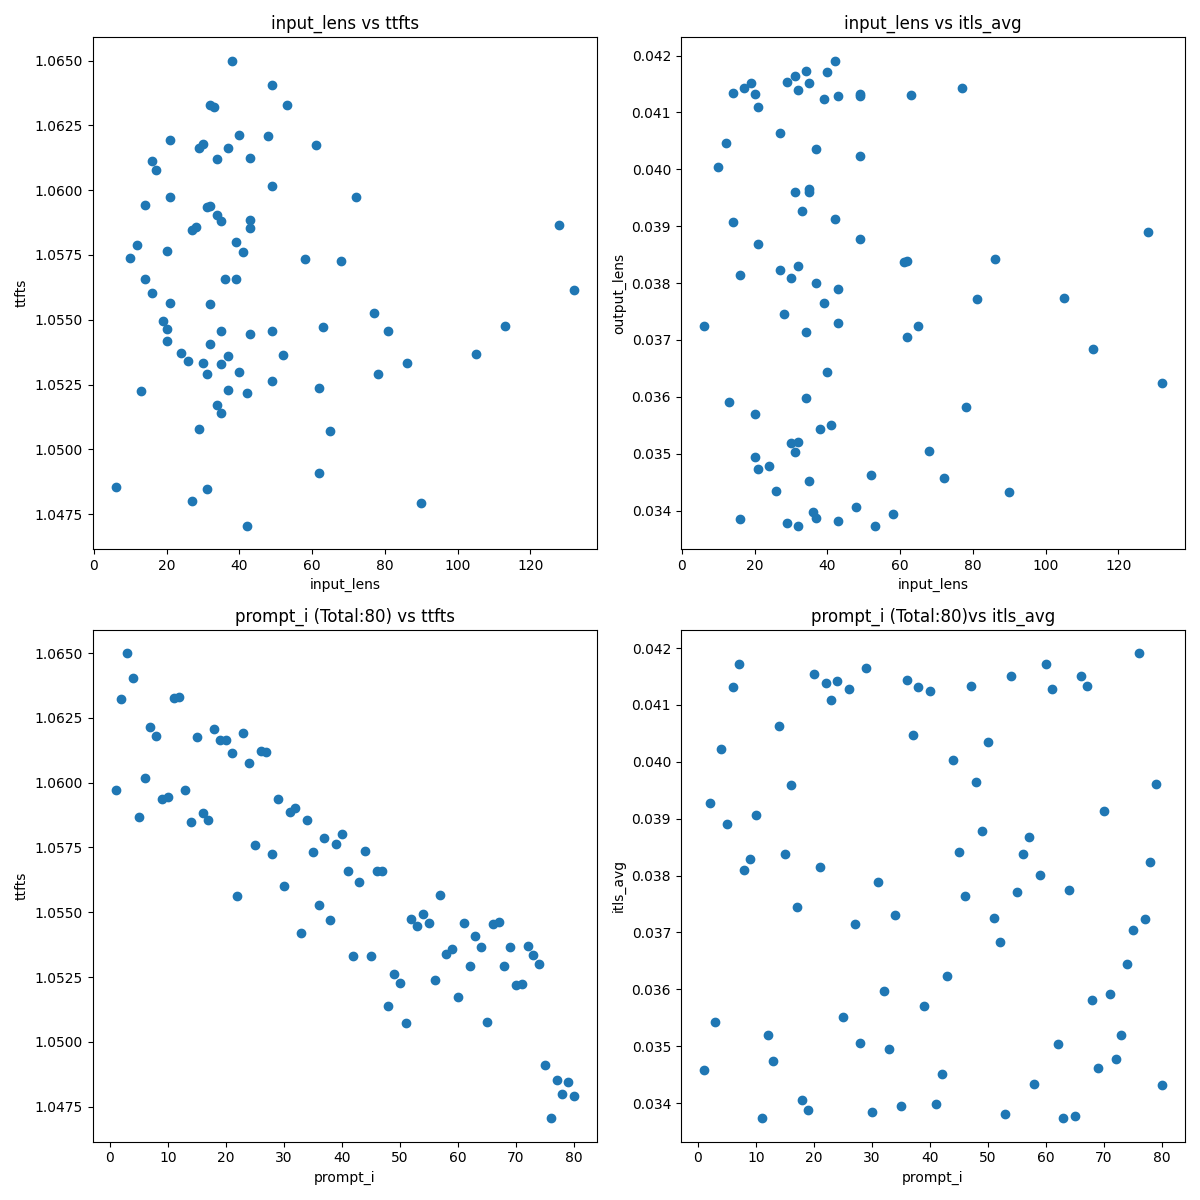 input_lens vs ttfts
1.0650
1.0625
1.0600
1.0575
1.0550
1.0525
1.0500
1.0475
ttfts
0 20 40 60 80 100 120
input_lens
input_lens vs itls_avg
0.042
0.041
0.040
0.039
0.038
0.037
0.036
0.035
0.034
output_lens
0 20 40 60 80 100 120
input_lens
prompt_i (Total:80) vs ttfts
1.0650
1.0625
1.0600
1.0575
1.0550
1.0525
1.0500
1.0475
ttfts
0 10 20 30 40 50 60 70 80
prompt_i
prompt_i (Total:80)vs itls_avg
0.042
0.041
0.040
0.039
0.038
0.037
0.036
0.035
0.034
itls_avg
0 10 20 30 40 50 60 70 80
prompt_i